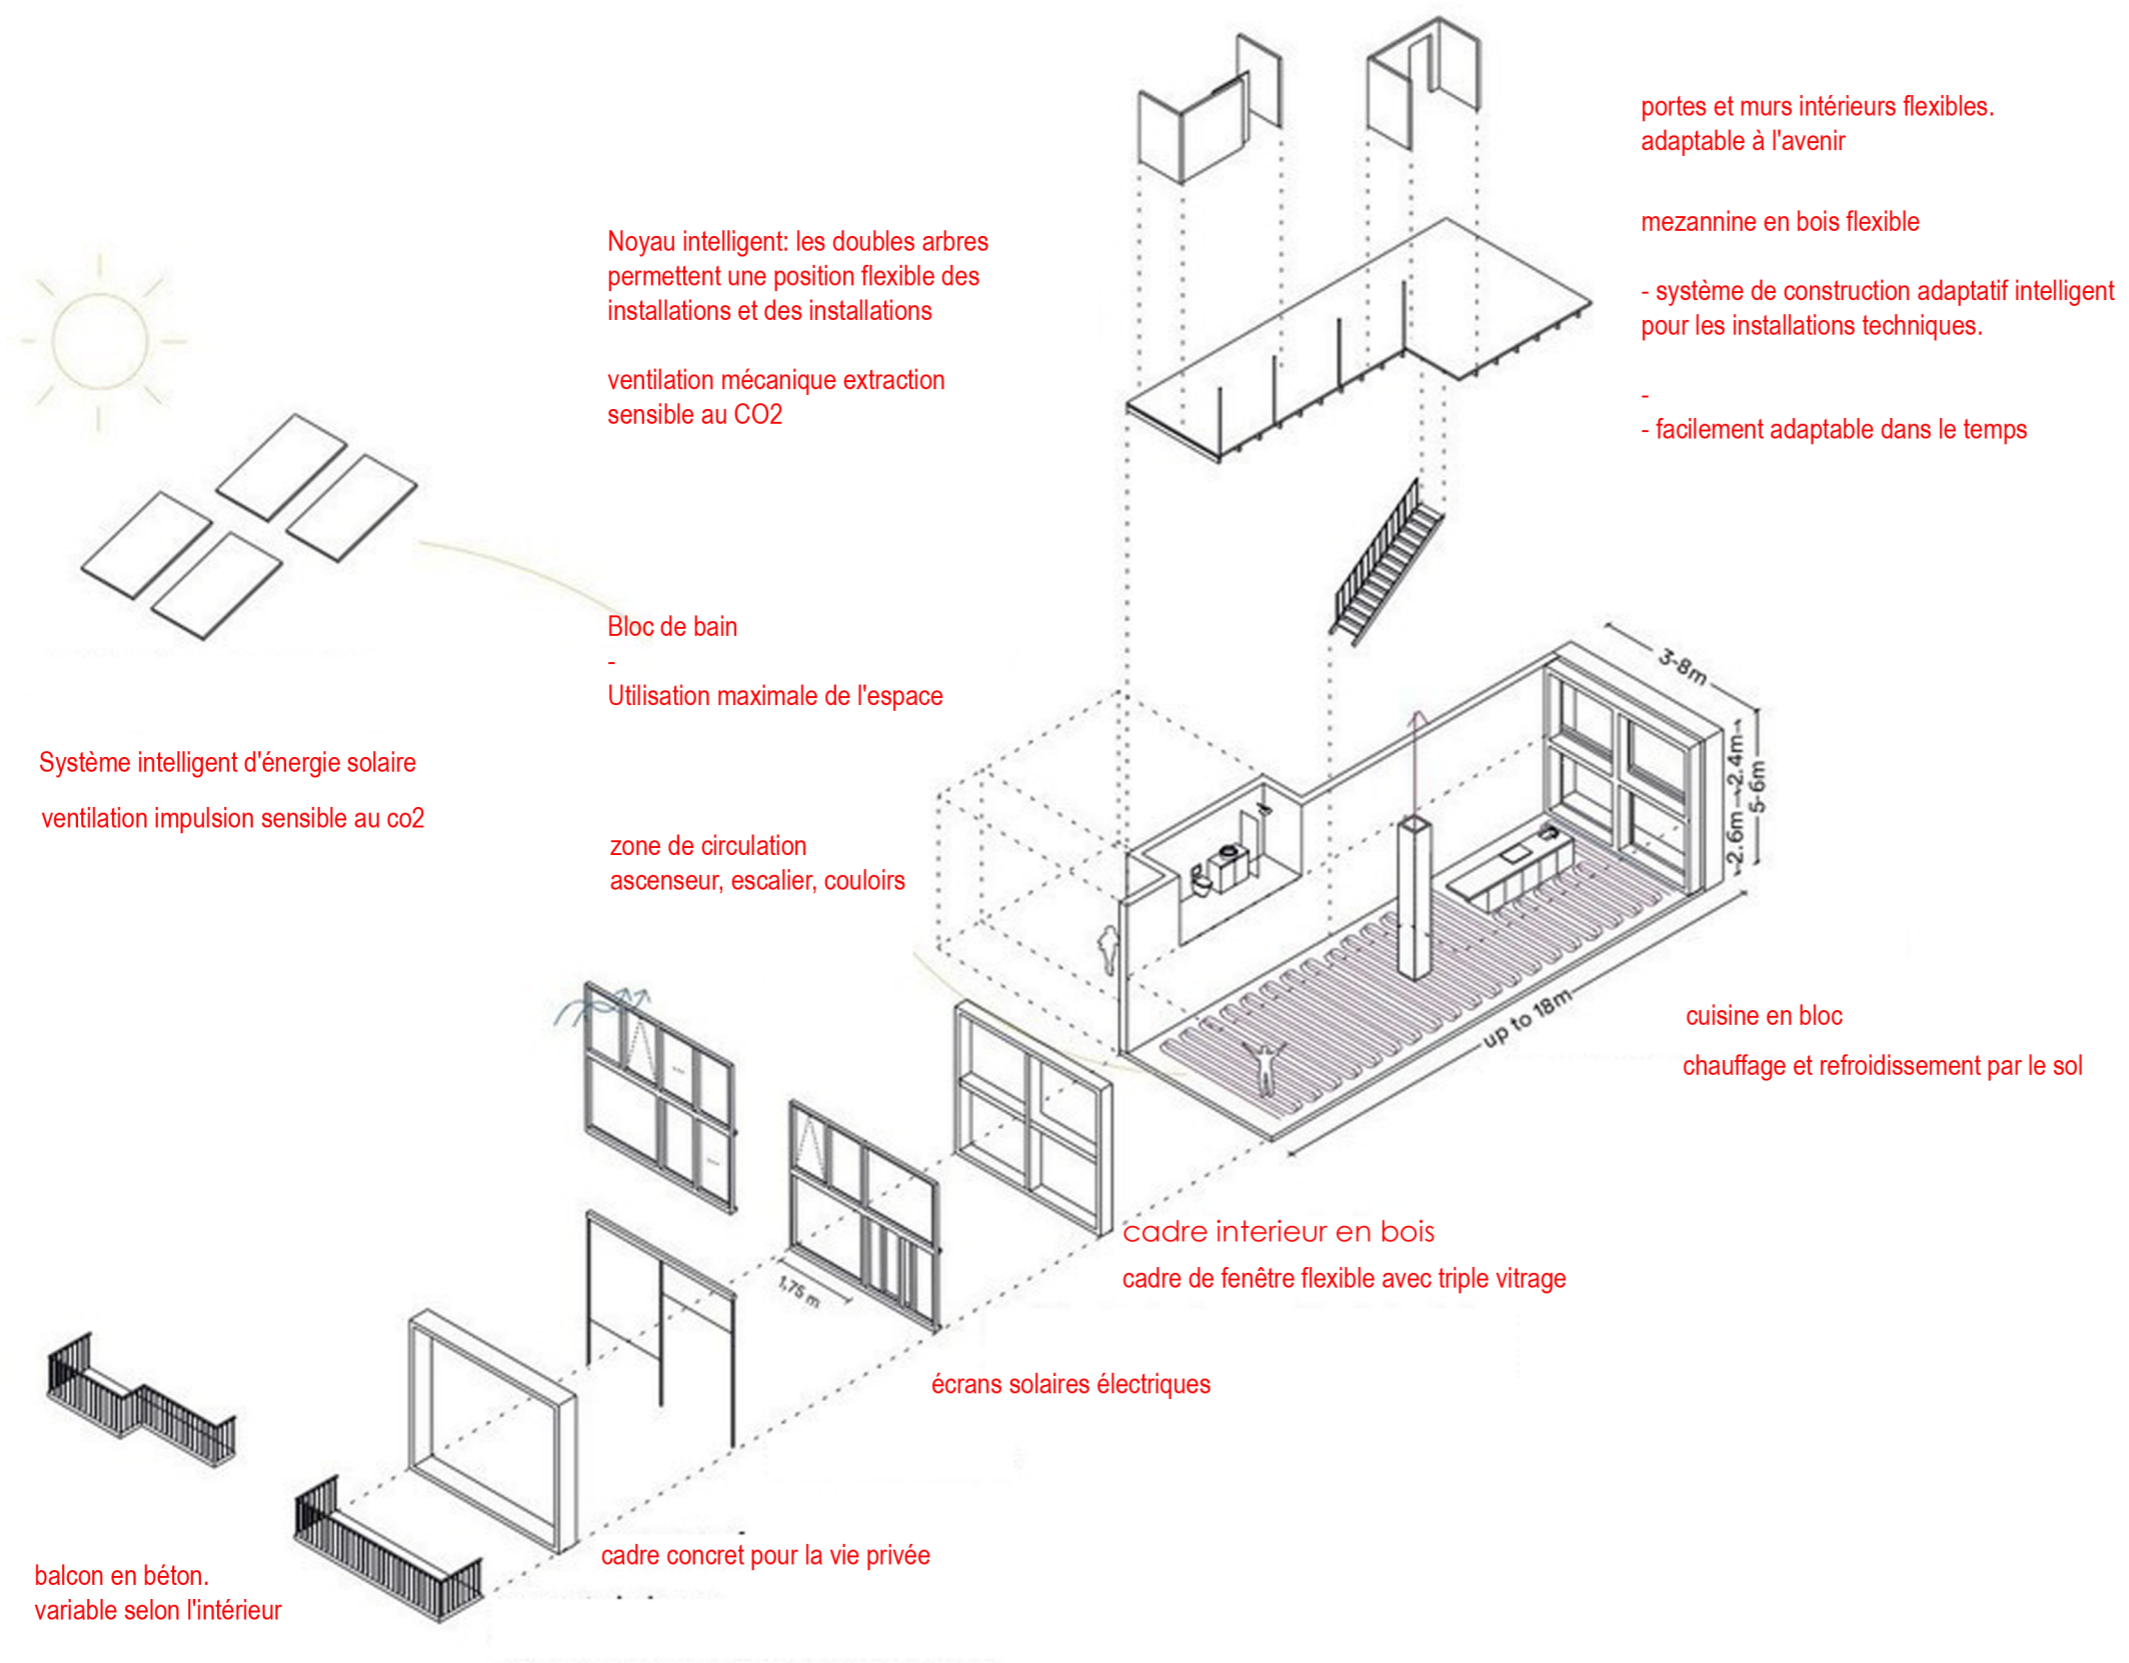 portes et murs intérieurs flexibles.
adaptable à l'avenir
mezannine en bois flexible
- système de construction adaptatif intelligent
pour les installations techniques.
-
- facilement adaptable dans le temps
Noyau intelligent: les doubles arbres
permettent une position flexible des
installations et des installations
ventilation mécanique extraction
sensible au CO2
Bloc de bain
-
Utilisation maximale de l'espace
Système intelligent d'énergie solaire
ventilation impulsion sensible au co2
zone de circulation
ascenseur, escalier, couloirs
3-8m
2.6m
2.4m
5-6m
up to 18m
cuisine en bloc
chauffage et refroidissement par le sol
cadre interieur en bois
cadre de fenêtre flexible avec triple vitrage
1,75 m
écrans solaires électriques
cadre concret pour la vie privée
balcon en béton.
variable selon l'intérieur